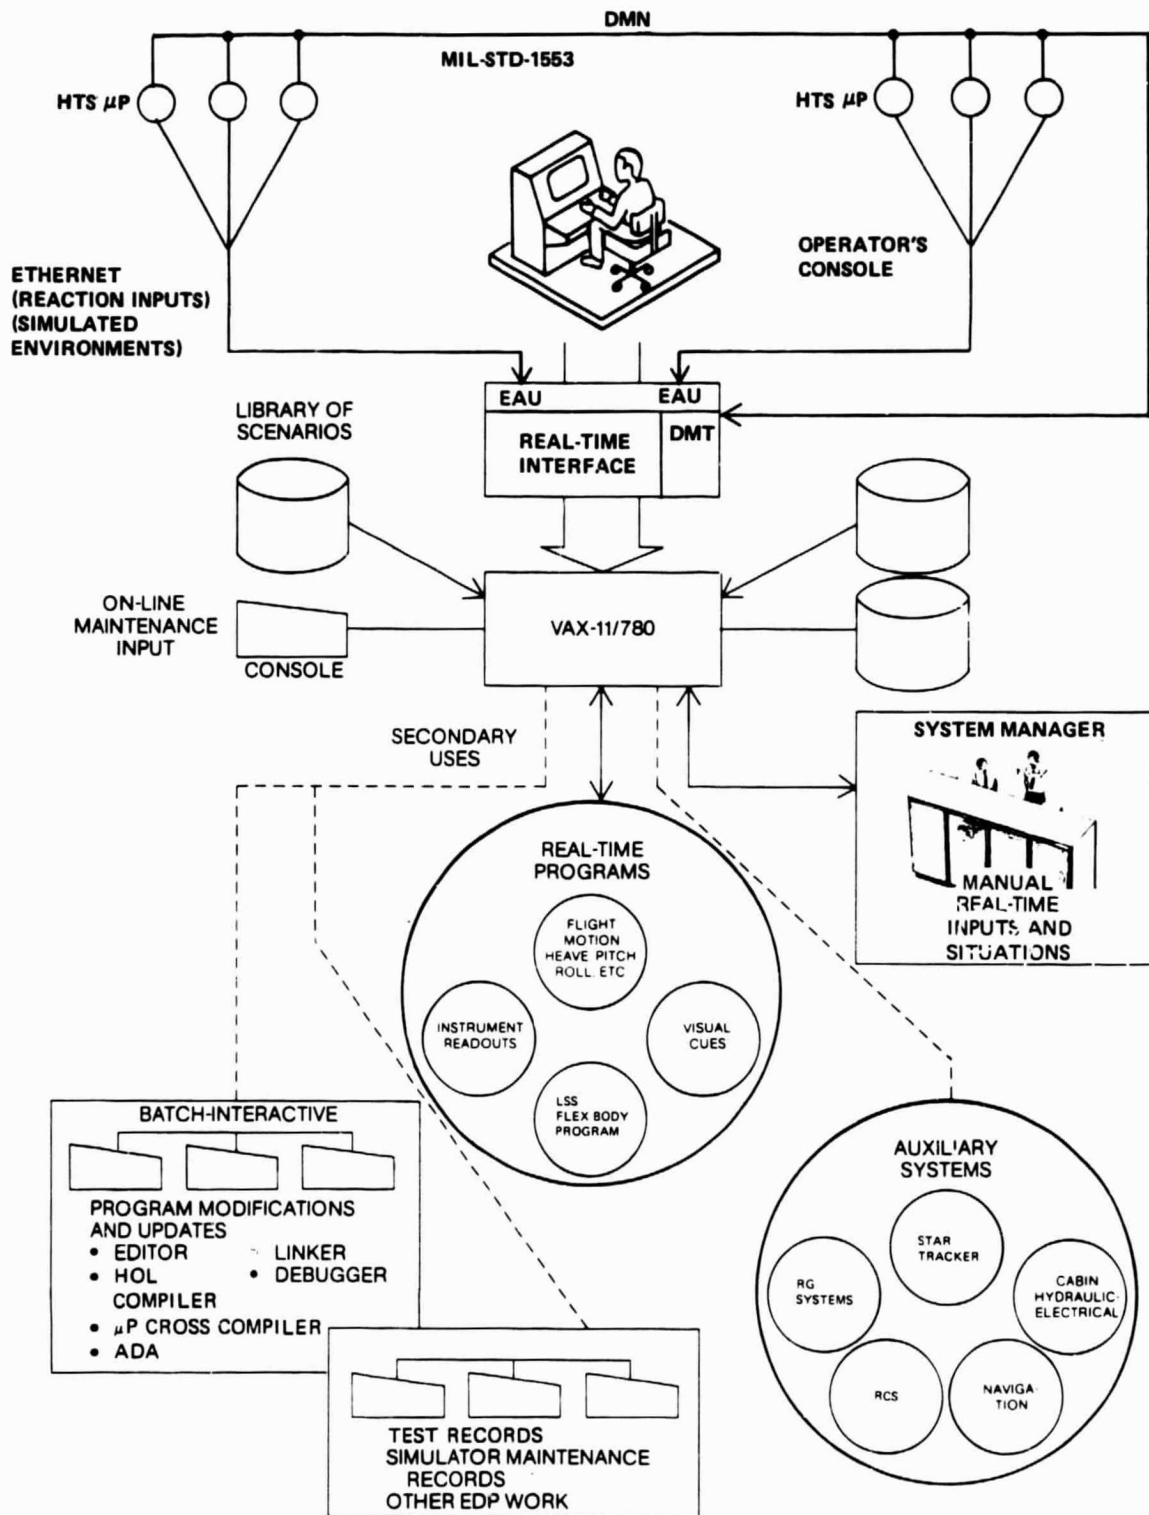 DMN
MIL-STD-1553
HTS μP
HTS μP
ETHERNET
(REACTION INPUTS)
(SIMULATED
ENVIRONMENTS)
OPERATOR'S
CONSOLE
EAU
EAU
REAL-TIME
INTERFACE
DMT
LIBRARY OF
SCENARIOS
ON-LINE
MAINTENANCE
INPUT
CONSOLE
VAX-11/780
SECONDARY
USES
SYSTEM MANAGER
MANUAL
REAL-TIME
INPUTS AND
SITUATIONS
REAL-TIME
PROGRAMS
FLIGHT
MOTION
HEAVE PITCH
ROLL, ETC
INSTRUMENT
READOUTS
VISUAL
CUES
LSS
FLEX BODY
PROGRAM
BATCH-INTERACTIVE
PROGRAM MODIFICATIONS
AND UPDATES
• EDITOR
• HOL
COMPILER
• μP CROSS COMPILER
• ADA
LINKER
• DEBUGGER
TEST RECORDS
SIMULATOR MAINTENANCE
RECORDS
OTHER EDP WORK
AUXILIARY
SYSTEMS
STAR
TRACKER
RG
SYSTEMS
CABIN
HYDRAULIC-
ELECTRICAL
RCS
NAVIGA-
TION